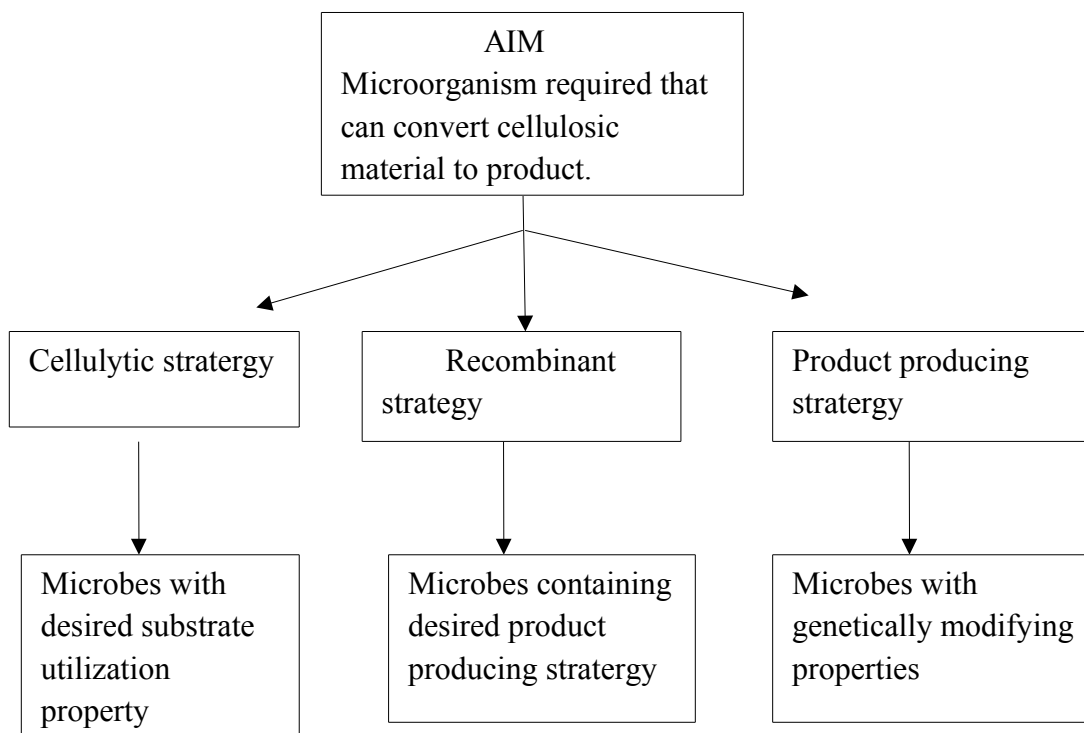 AIM
Microorganism required that
can convert cellulosic
material to product.
Cellulytic stratergy
Recombinant
strategy
Product producing
stratergy
Microbes with
desired substrate
utilization
property
Microbes containing
desired product
producing stratergy
Microbes with
genetically modifying
properties